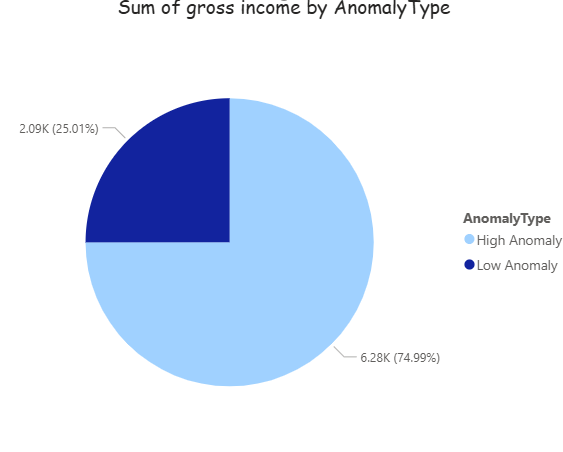 Sum of gross income by AnomalyType
2.09K (25.01%)
AnomalyType
High Anomaly
Low Anomaly
6.28K (74.99%)